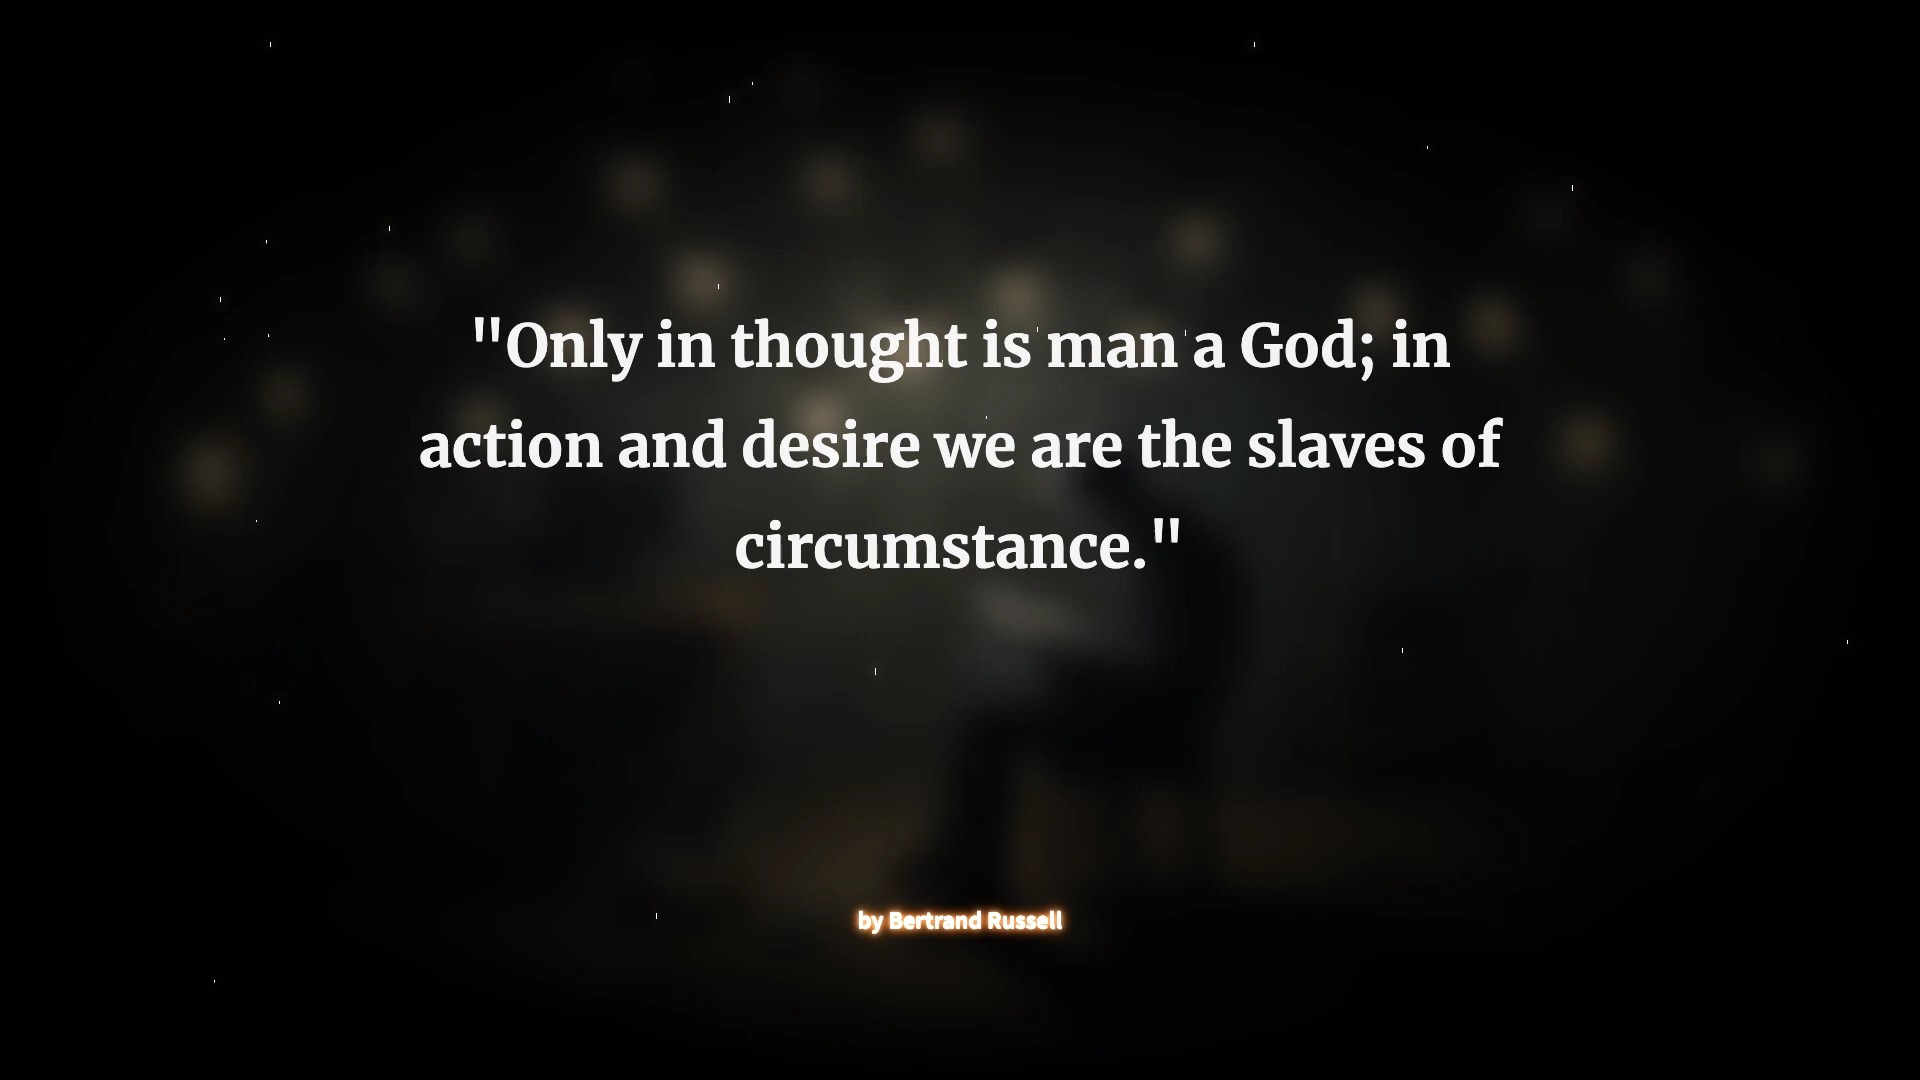 "Only in thought is man a God; in
action and desire we are the slaves of
circumstance."
by Bertrand Russell